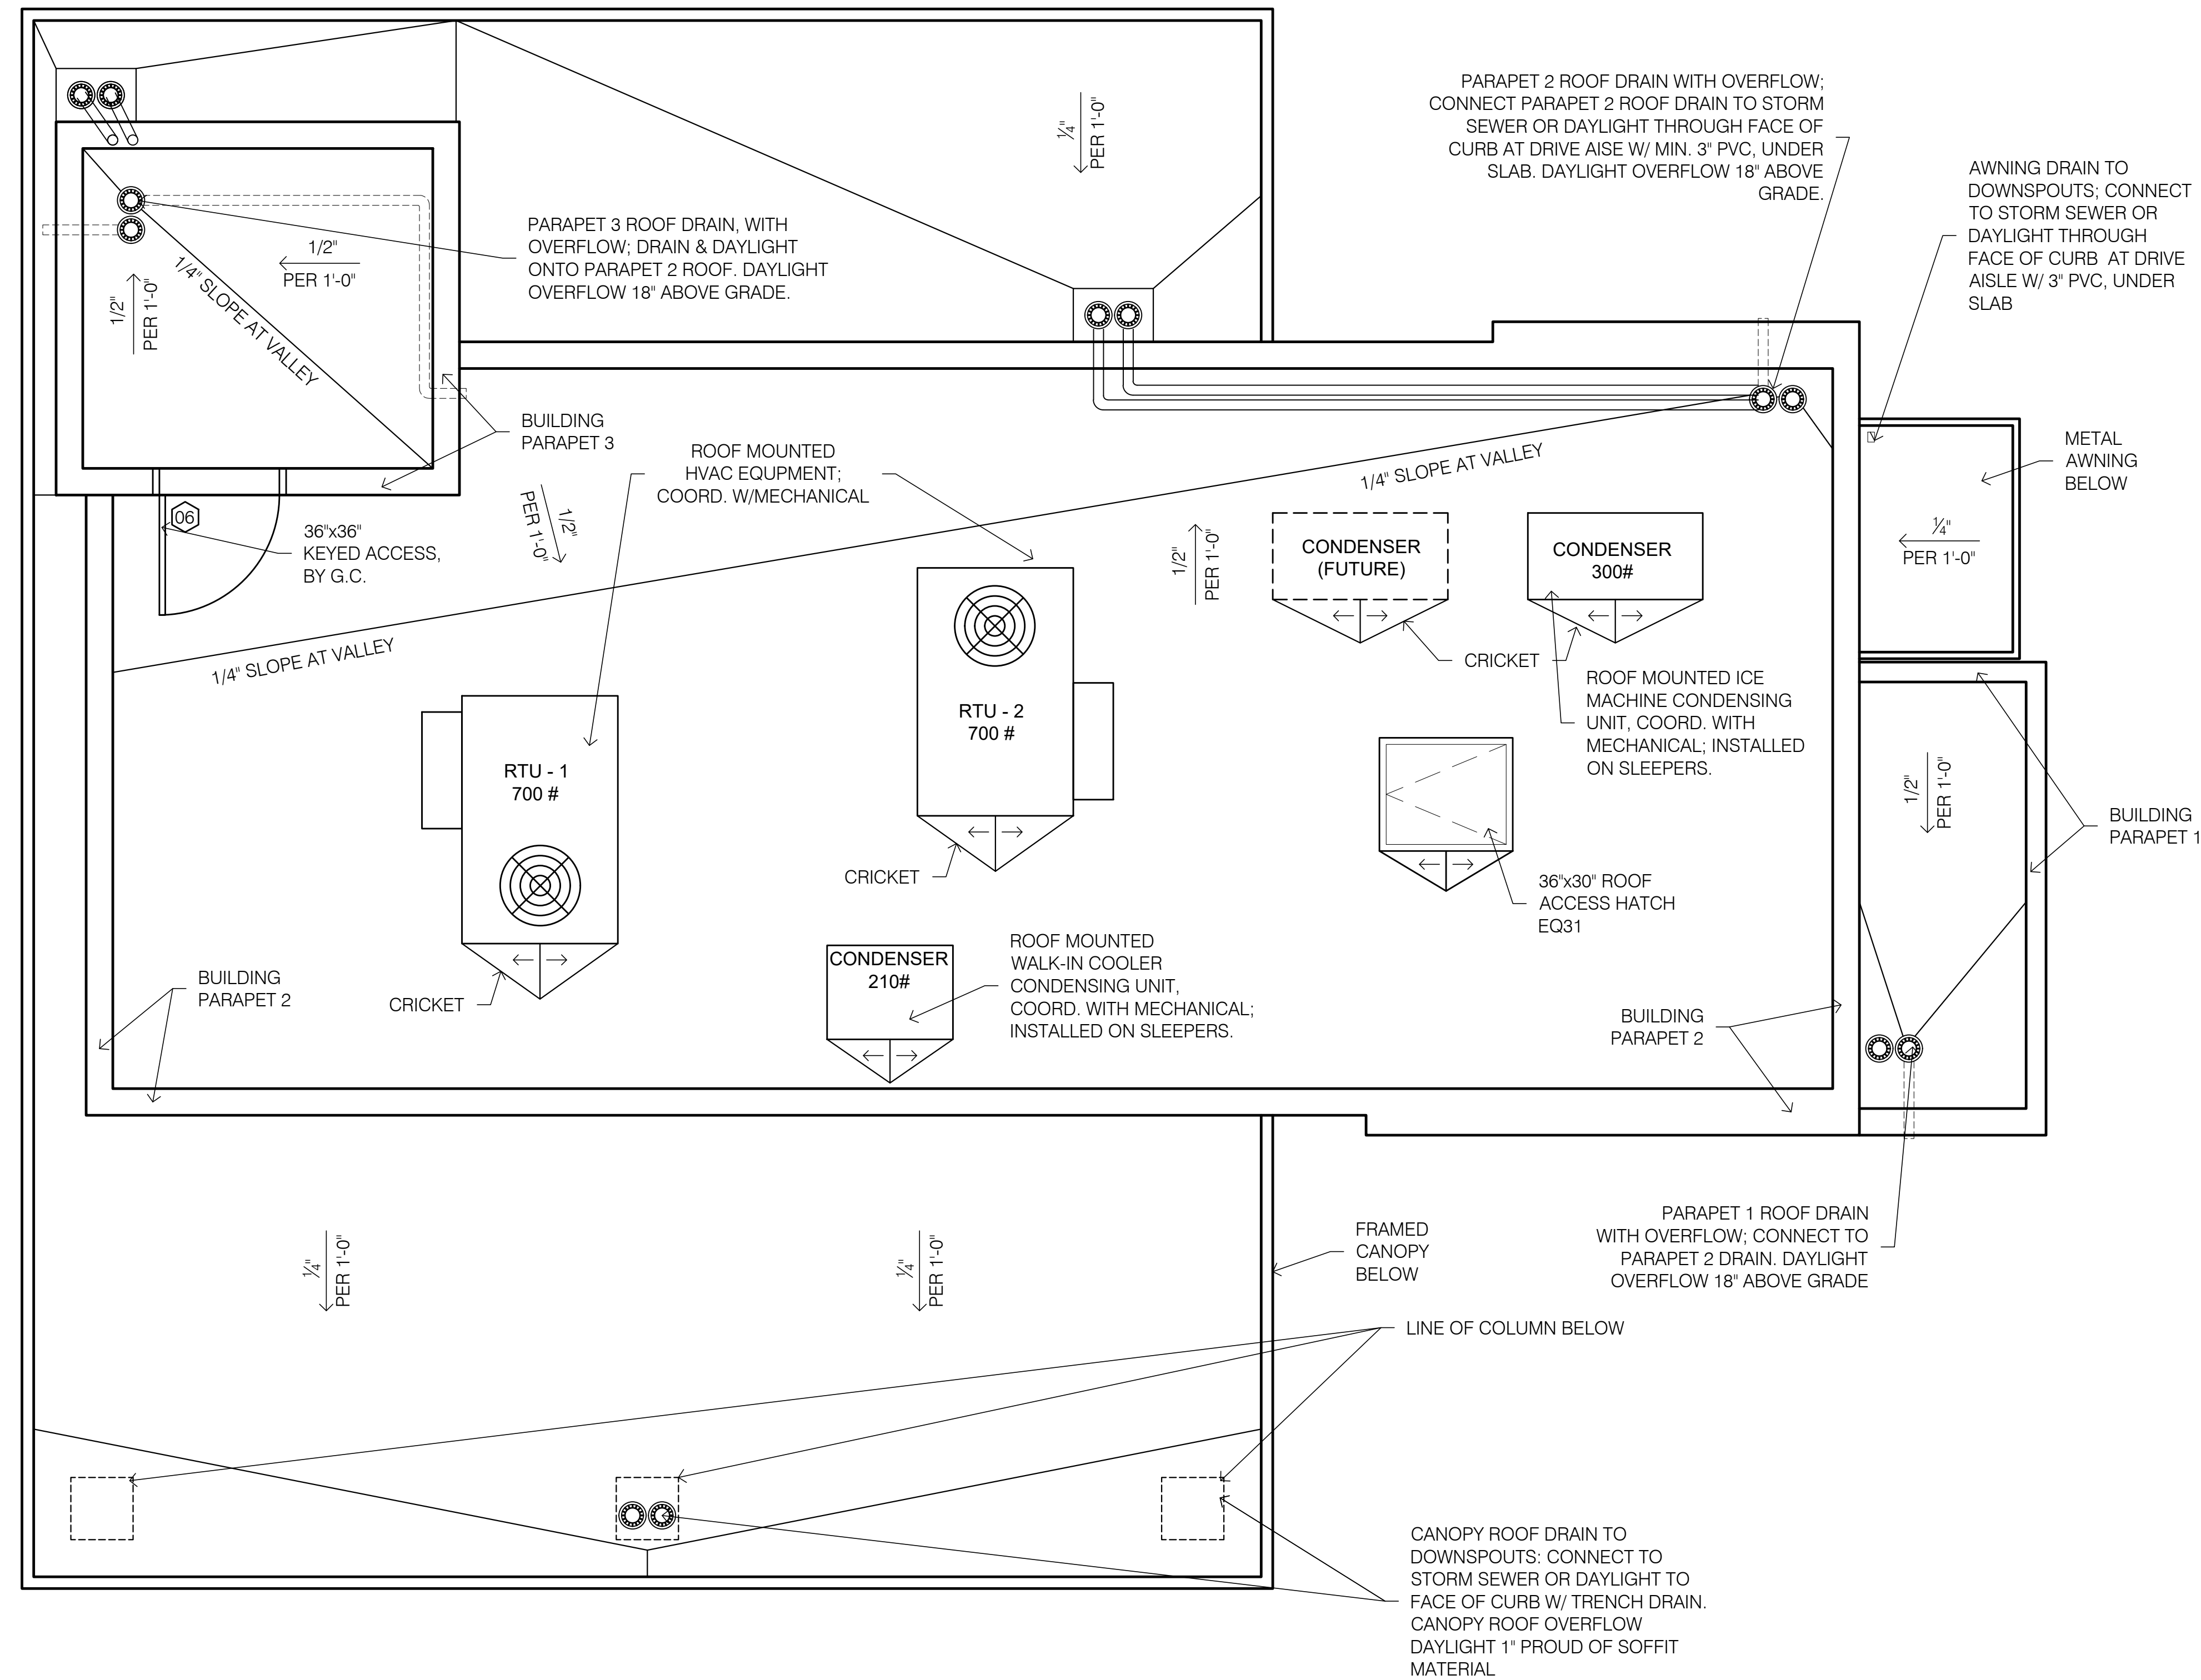 PARAPET 2 ROOF DRAIN WITH OVERFLOW;
CONNECT PARAPET 2 ROOF DRAIN TO STORM
SEWER OR DAYLIGHT THROUGH FACE OF
CURB AT DRIVE AISE W/ MIN. 3" PVC, UNDER
SLAB. DAYLIGHT OVERFLOW 18" ABOVE
GRADE.
1/4"
PER 1'-0"
AWNING DRAIN TO
DOWNSPOUTS; CONNECT
TO STORM SEWER OR
DAYLIGHT THROUGH
FACE OF CURB  AT DRIVE
AISLE W/ 3" PVC, UNDER
SLAB
PARAPET 3 ROOF DRAIN, WITH
OVERFLOW; DRAIN & DAYLIGHT
ONTO PARAPET 2 ROOF. DAYLIGHT
OVERFLOW 18" ABOVE GRADE.
1/2"
PER 1'-0"
1/2"
PER 1'-0"
1/4" SLOPE AT VALLEY
BUILDING
PARAPET 3
ROOF MOUNTED
HVAC EQUPMENT;
COORD. W/MECHANICAL
1/4" SLOPE AT VALLEY
METAL
AWNING
BELOW
06
36"x36"
KEYED ACCESS,
BY G.C.
1/2"
PER 1'-0"
1/2"
PER 1'-0"
CONDENSER
(FUTURE)
CONDENSER
300#
1/4"
PER 1'-0"
1/4" SLOPE AT VALLEY
CRICKET
ROOF MOUNTED ICE
MACHINE CONDENSING
UNIT, COORD. WITH
MECHANICAL; INSTALLED
ON SLEEPERS.
RTU - 2
700 #
RTU - 1
700 #
1/2"
PER 1'-0"
BUILDING
PARAPET 1
CRICKET
36"x30" ROOF
ACCESS HATCH
EQ31
ROOF MOUNTED
WALK-IN COOLER
CONDENSING UNIT,
COORD. WITH MECHANICAL;
INSTALLED ON SLEEPERS.
CONDENSER
210#
BUILDING
PARAPET 2
CRICKET
BUILDING
PARAPET 2
PARAPET 1 ROOF DRAIN
WITH OVERFLOW; CONNECT TO
PARAPET 2 DRAIN. DAYLIGHT
OVERFLOW 18" ABOVE GRADE
1/4"
PER 1'-0"
1/4"
PER 1'-0"
FRAMED
CANOPY
BELOW
LINE OF COLUMN BELOW
CANOPY ROOF DRAIN TO
DOWNSPOUTS: CONNECT TO
STORM SEWER OR DAYLIGHT TO
FACE OF CURB W/ TRENCH DRAIN.
CANOPY ROOF OVERFLOW
DAYLIGHT 1" PROUD OF SOFFIT
MATERIAL